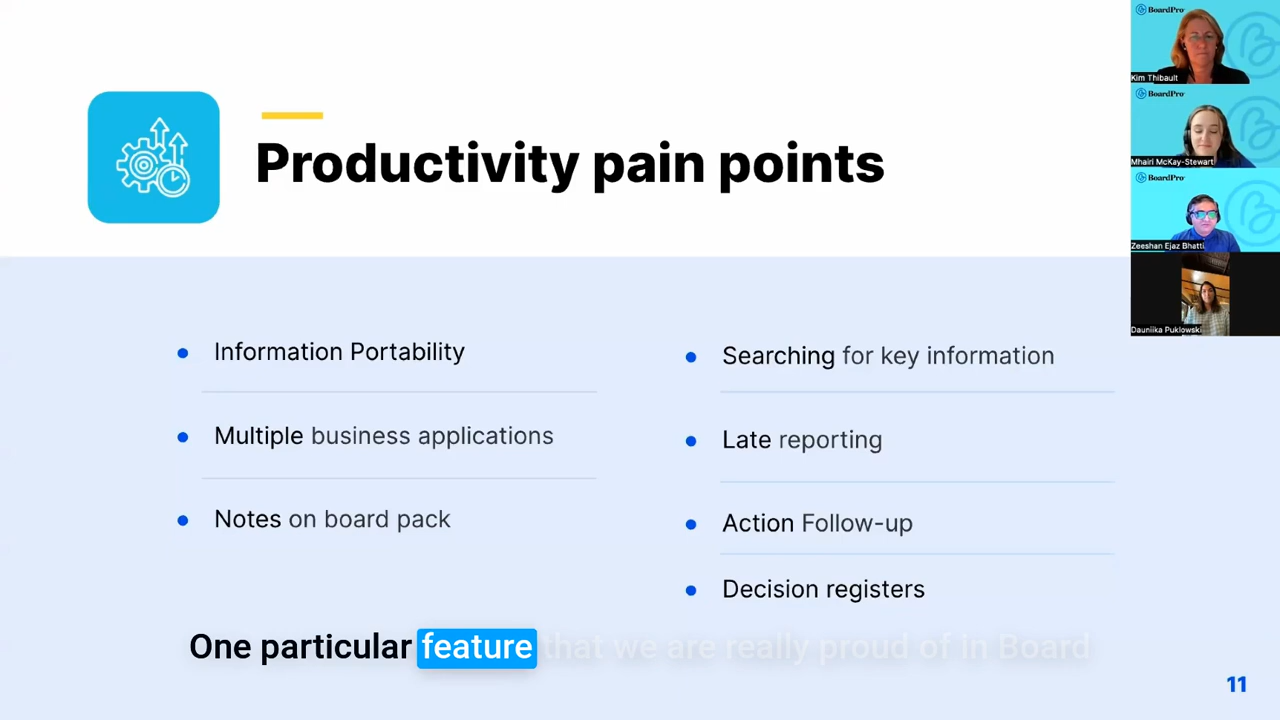 Productivity pain points
Information Portability
Multiple business applications
Notes on board pack
Searching for key information
Late reporting
Action Follow-up
Decision registers
One particular feature that we are really proud of in Board
11
BoardPro
Kim Thibault
BoardPro
Mhairi McKay-Stewart
BoardPro
Zeeshan Ejaz Bhatti
Dauniika Puklowski